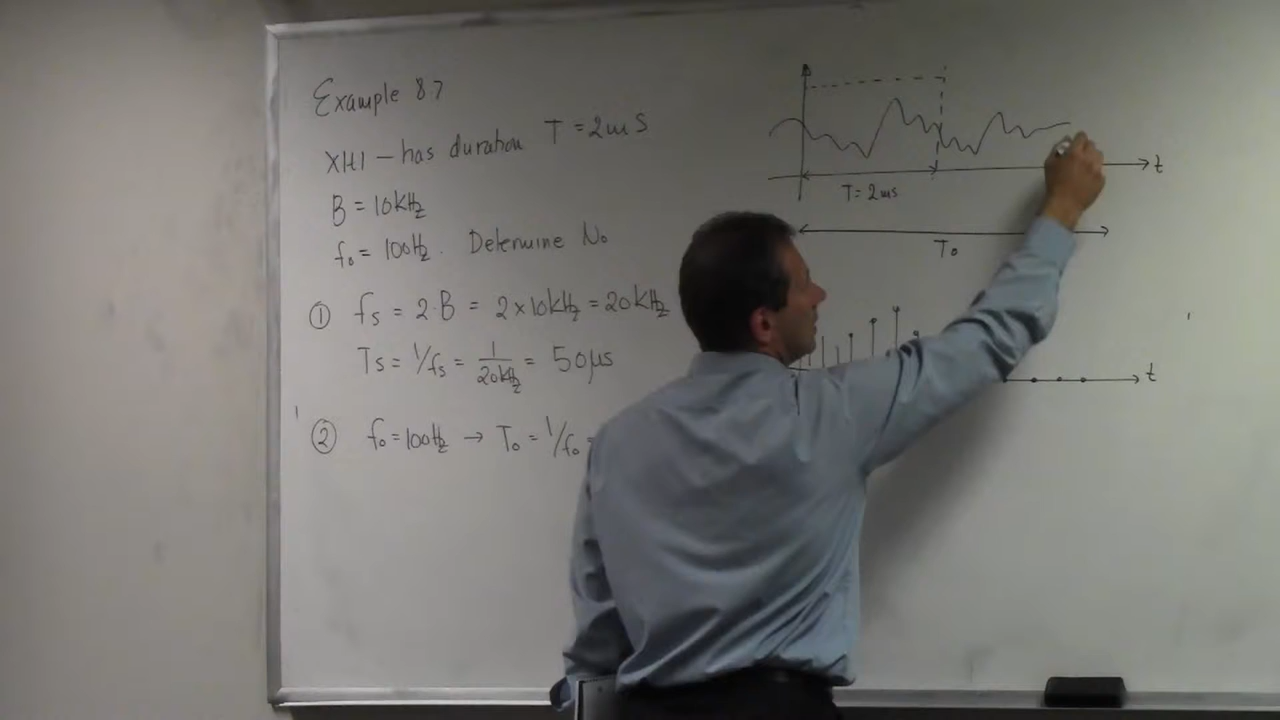 Example 8.7
x(t) – has duration T = 2ms
B = 10kHz
f₀ = 100Hz. Determine N₀
① fs = 2·B = 2×10kHz = 20kHz
Ts = 1/fs = 1/20kHz = 50μs
② f₀ = 100Hz → T₀ = 1/f₀ =
t
T = 2ms
T₀
t